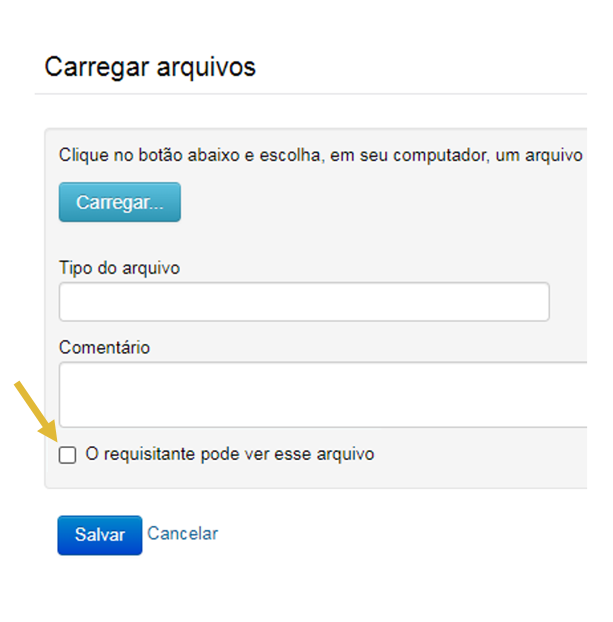 Carregar arquivos
Clique no botão abaixo e escolha, em seu computador, um arquivo
Carregar...
Tipo do arquivo
Comentário
O requisitante pode ver esse arquivo
Salvar Cancelar